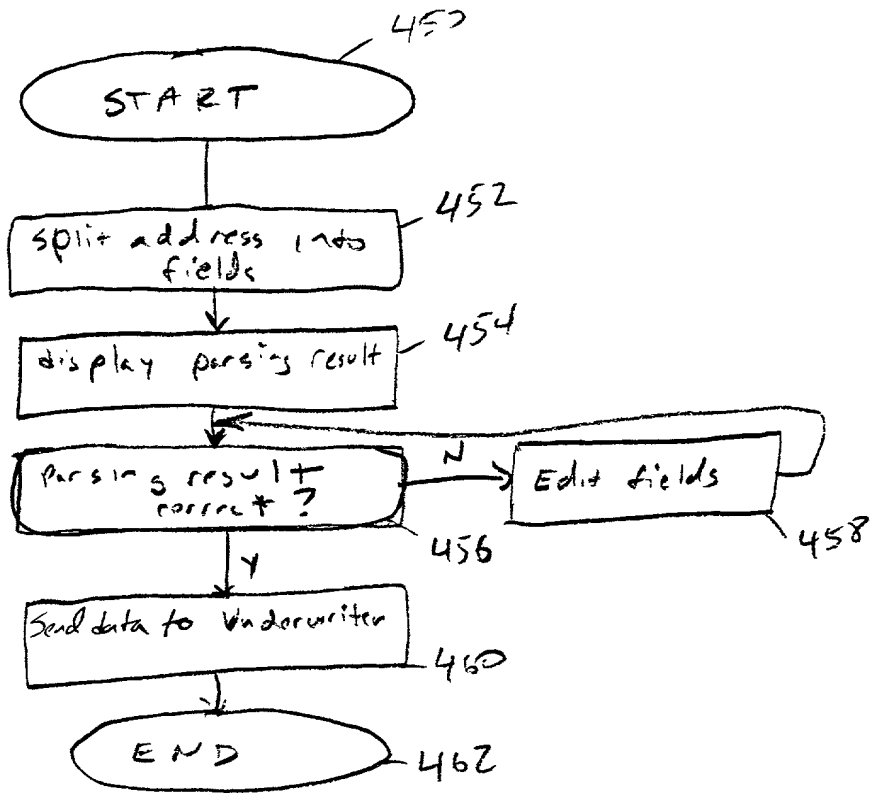 450
START
452
split address into
fields
454
display parsing result
N
parsing result
correct?
Edit fields
456
458
Y
Send data to Underwriter
460
END
462